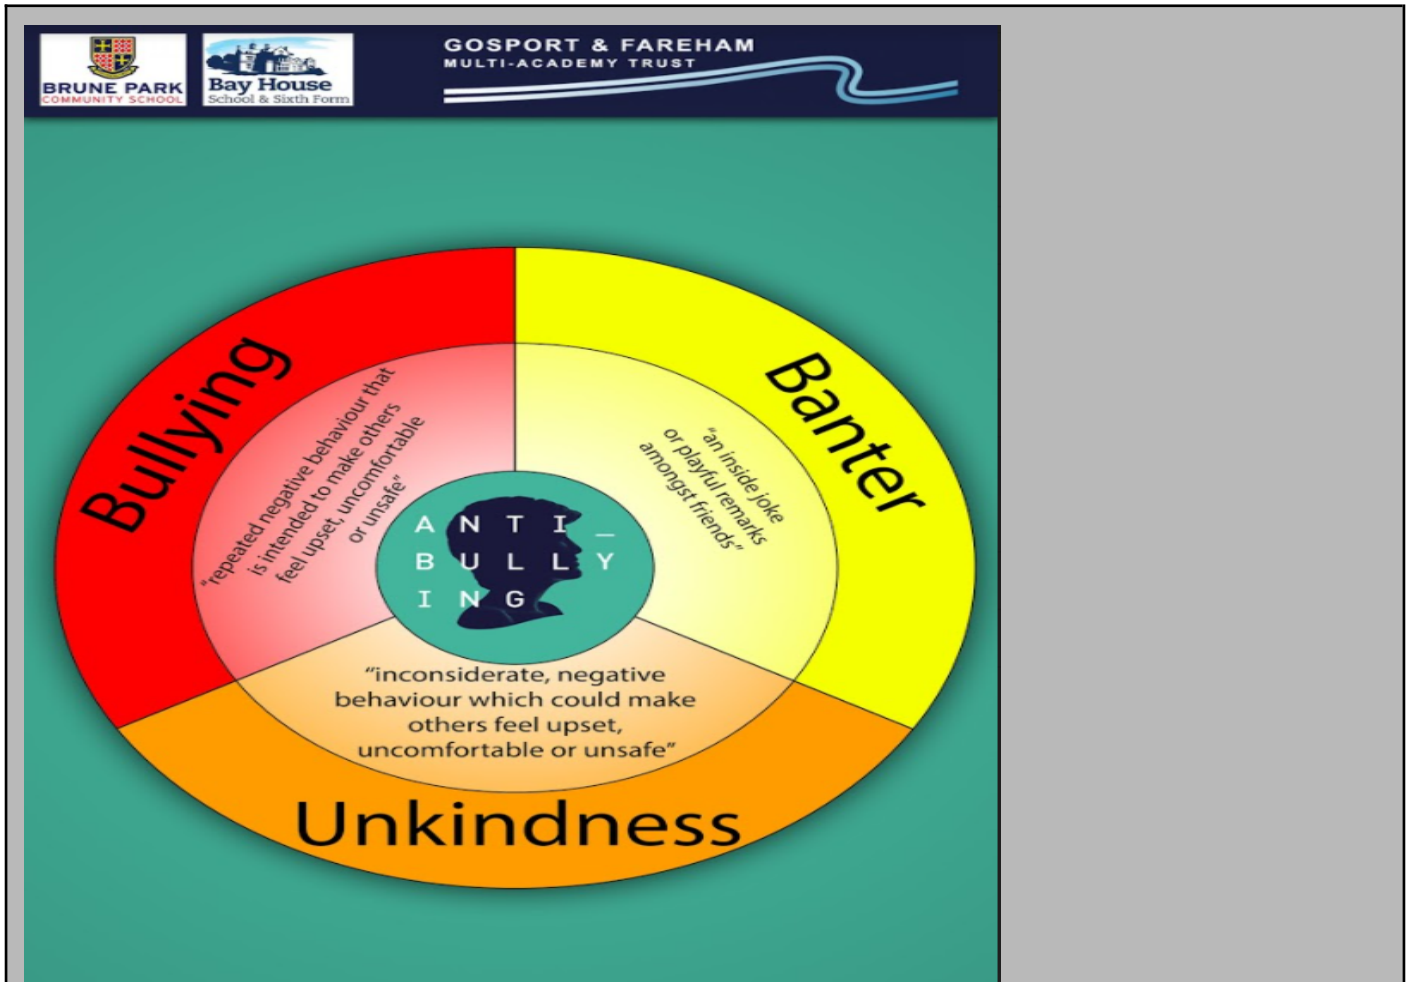 BRUNE PARK
COMMUNITY SCHOOL
Bay House
School & Sixth Form
GOSPORT & FAREHAM
MULTI-ACADEMY TRUST
Bullying
“repeated negative behaviour that
is intended to make others
feel upset, uncomfortable
or unsafe”
Banter
“an inside joke
or playful remarks
amongst friends”
ANTI_
BULLY
ING
“inconsiderate, negative
behaviour which could make
others feel upset,
uncomfortable or unsafe”
Unkindness